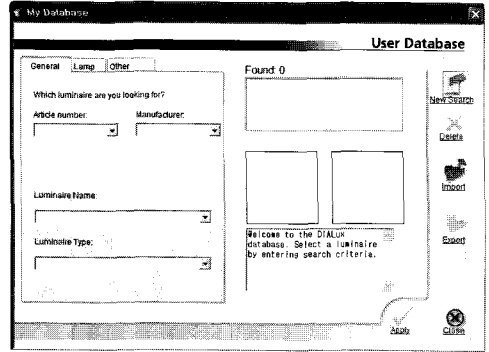 My Database
User Database
General Lamp Other
Found: 0
Which luminaire are you looking for?
Article number: Manufacturer:
Luminaire Name:
Luminaire Type:
Welcome to the DIALux
database. Select a luminaire
by entering search criteria.
New Search
Delete
Import
Export
Apply
Close